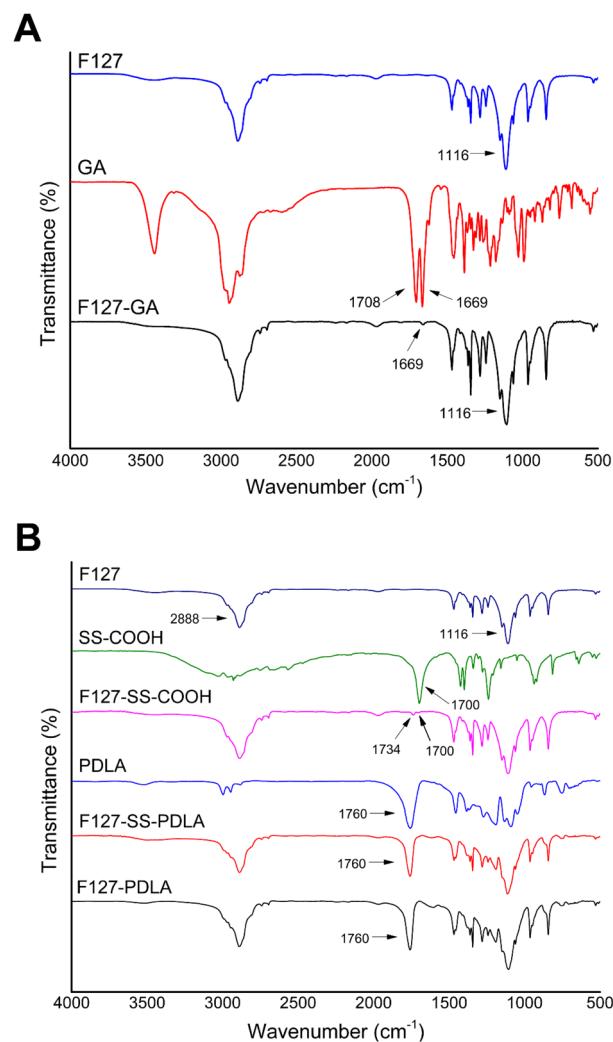 A
F127
1116
GA
1708
1669
F127-GA
1669
1116
Transmittance (%)
4000 3500 3000 2500 2000 1500 1000 500
Wavenumber (cm⁻¹)
B
F127
2888
1116
SS-COOH
1700
F127-SS-COOH
1734 1700
PDLA
1760
F127-SS-PDLA
1760
F127-PDLA
1760
Transmittance (%)
4000 3500 3000 2500 2000 1500 1000 500
Wavenumber (cm⁻¹)